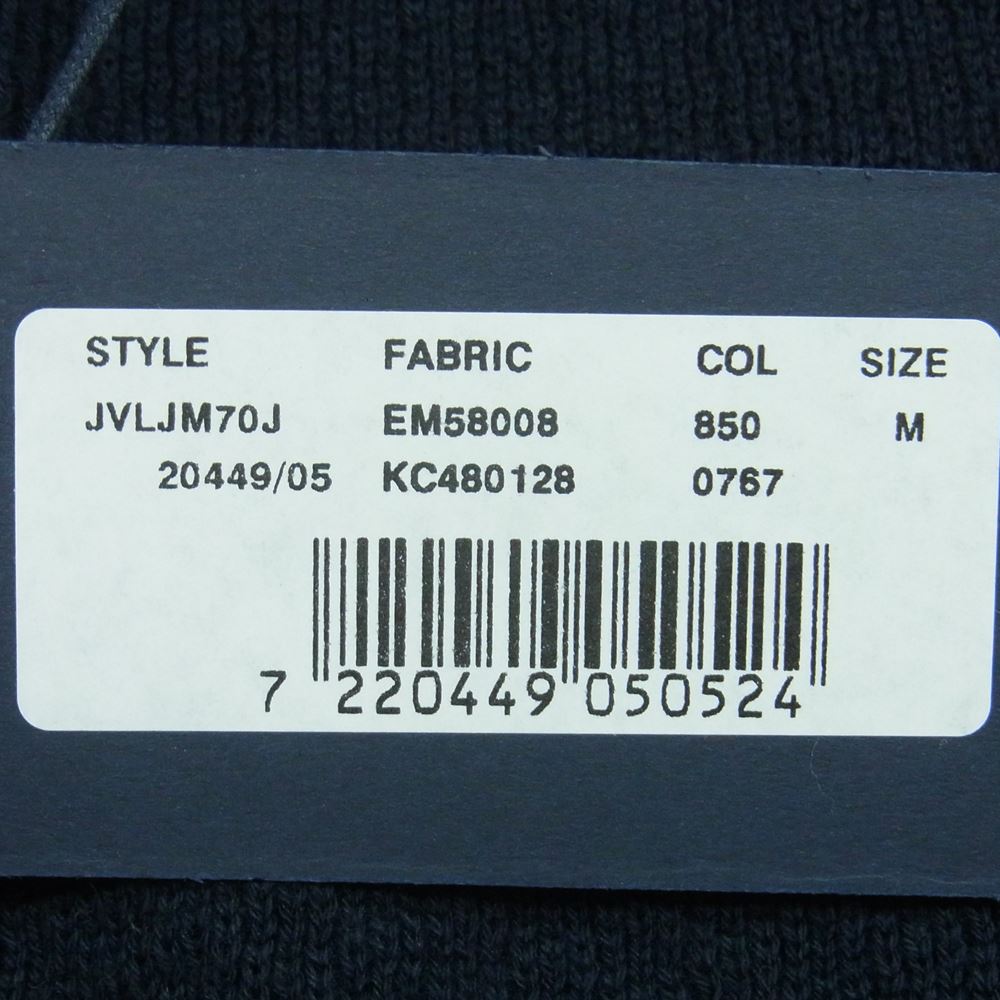 STYLE FABRIC COL SIZE
JVLJM70J EM58008 850 M
20449/05 KC480128 0767
7 220449 050524